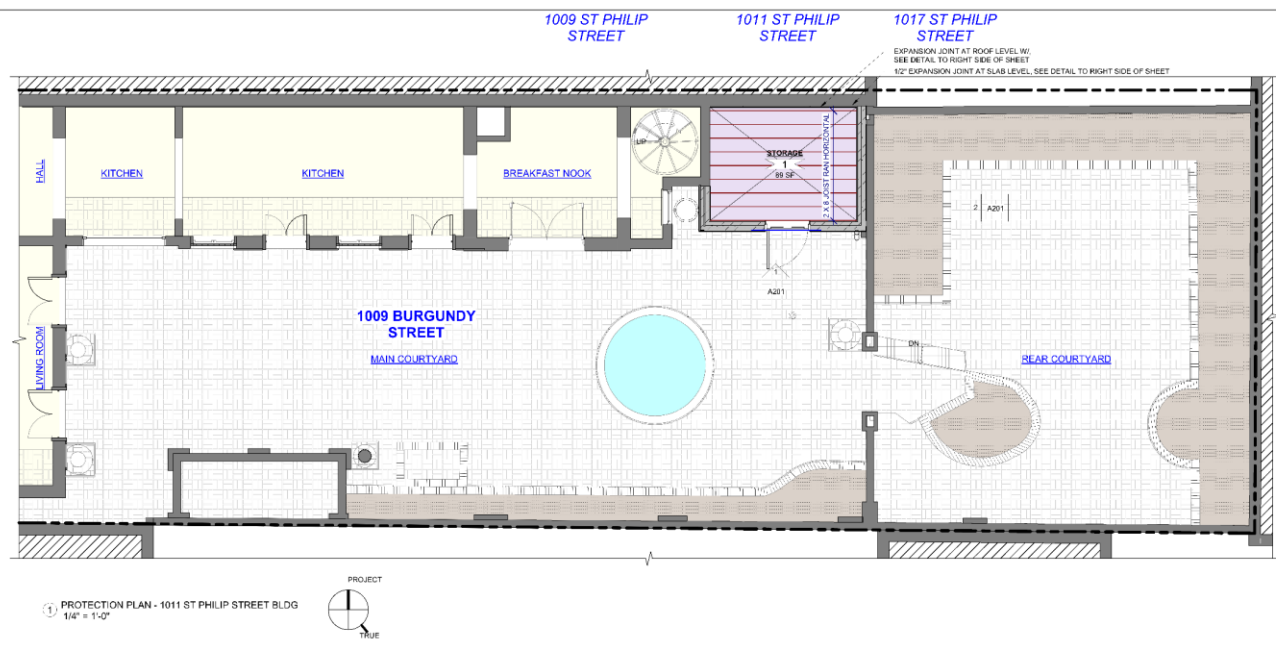 1009 ST PHILIP
STREET
1011 ST PHILIP
STREET
1017 ST PHILIP
STREET
EXPANSION JOINT AT ROOF LEVEL W/,
SEE DETAIL TO RIGHT SIDE OF SHEET
1/2" EXPANSION JOINT AT SLAB LEVEL, SEE DETAIL TO RIGHT SIDE OF SHEET
HALL
KITCHEN
KITCHEN
BREAKFAST NOOK
UP
STORAGE
1
89 SF
2 X 8 JOIST RAN HORIZONTAL
2
A201
1
A201
1009 BURGUNDY
STREET
MAIN COURTYARD
LIVING ROOM
DN
REAR COURTYARD
PROJECT
TRUE
1
PROTECTION PLAN - 1011 ST PHILIP STREET BLDG
1/4" = 1'-0"